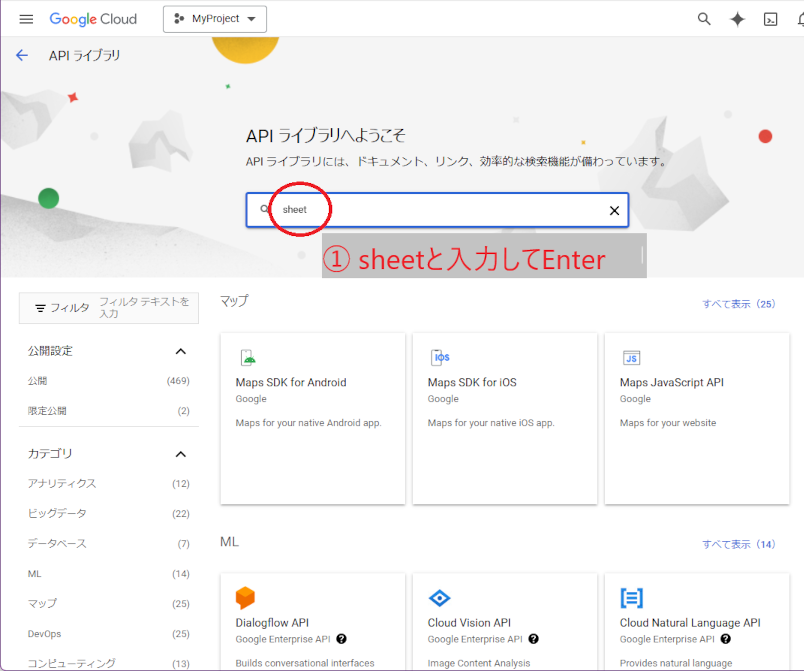 Google Cloud
MyProject
API ライブラリ
API ライブラリへようこそ
API ライブラリには、ドキュメント、リンク、効率的な検索機能が備わっています。
sheet
① sheetと入力してEnter
フィルタ
フィルタ テキストを
入力
公開設定
公開 (469)
限定公開 (2)
カテゴリ
アナリティクス (12)
ビッグデータ (22)
データベース (7)
ML (14)
マップ (25)
DevOps (25)
コンピューティング (13)
マップ
すべて表示（25）
Maps SDK for Android
Google
Maps for your native Android app.
Maps SDK for iOS
Google
Maps for your native iOS app.
Maps JavaScript API
Google
Maps for your website
ML
すべて表示（14）
Dialogflow API
Google Enterprise API
Builds conversational interfaces
Cloud Vision API
Google Enterprise API
Image Content Analysis
Cloud Natural Language API
Google Enterprise API
Provides natural language